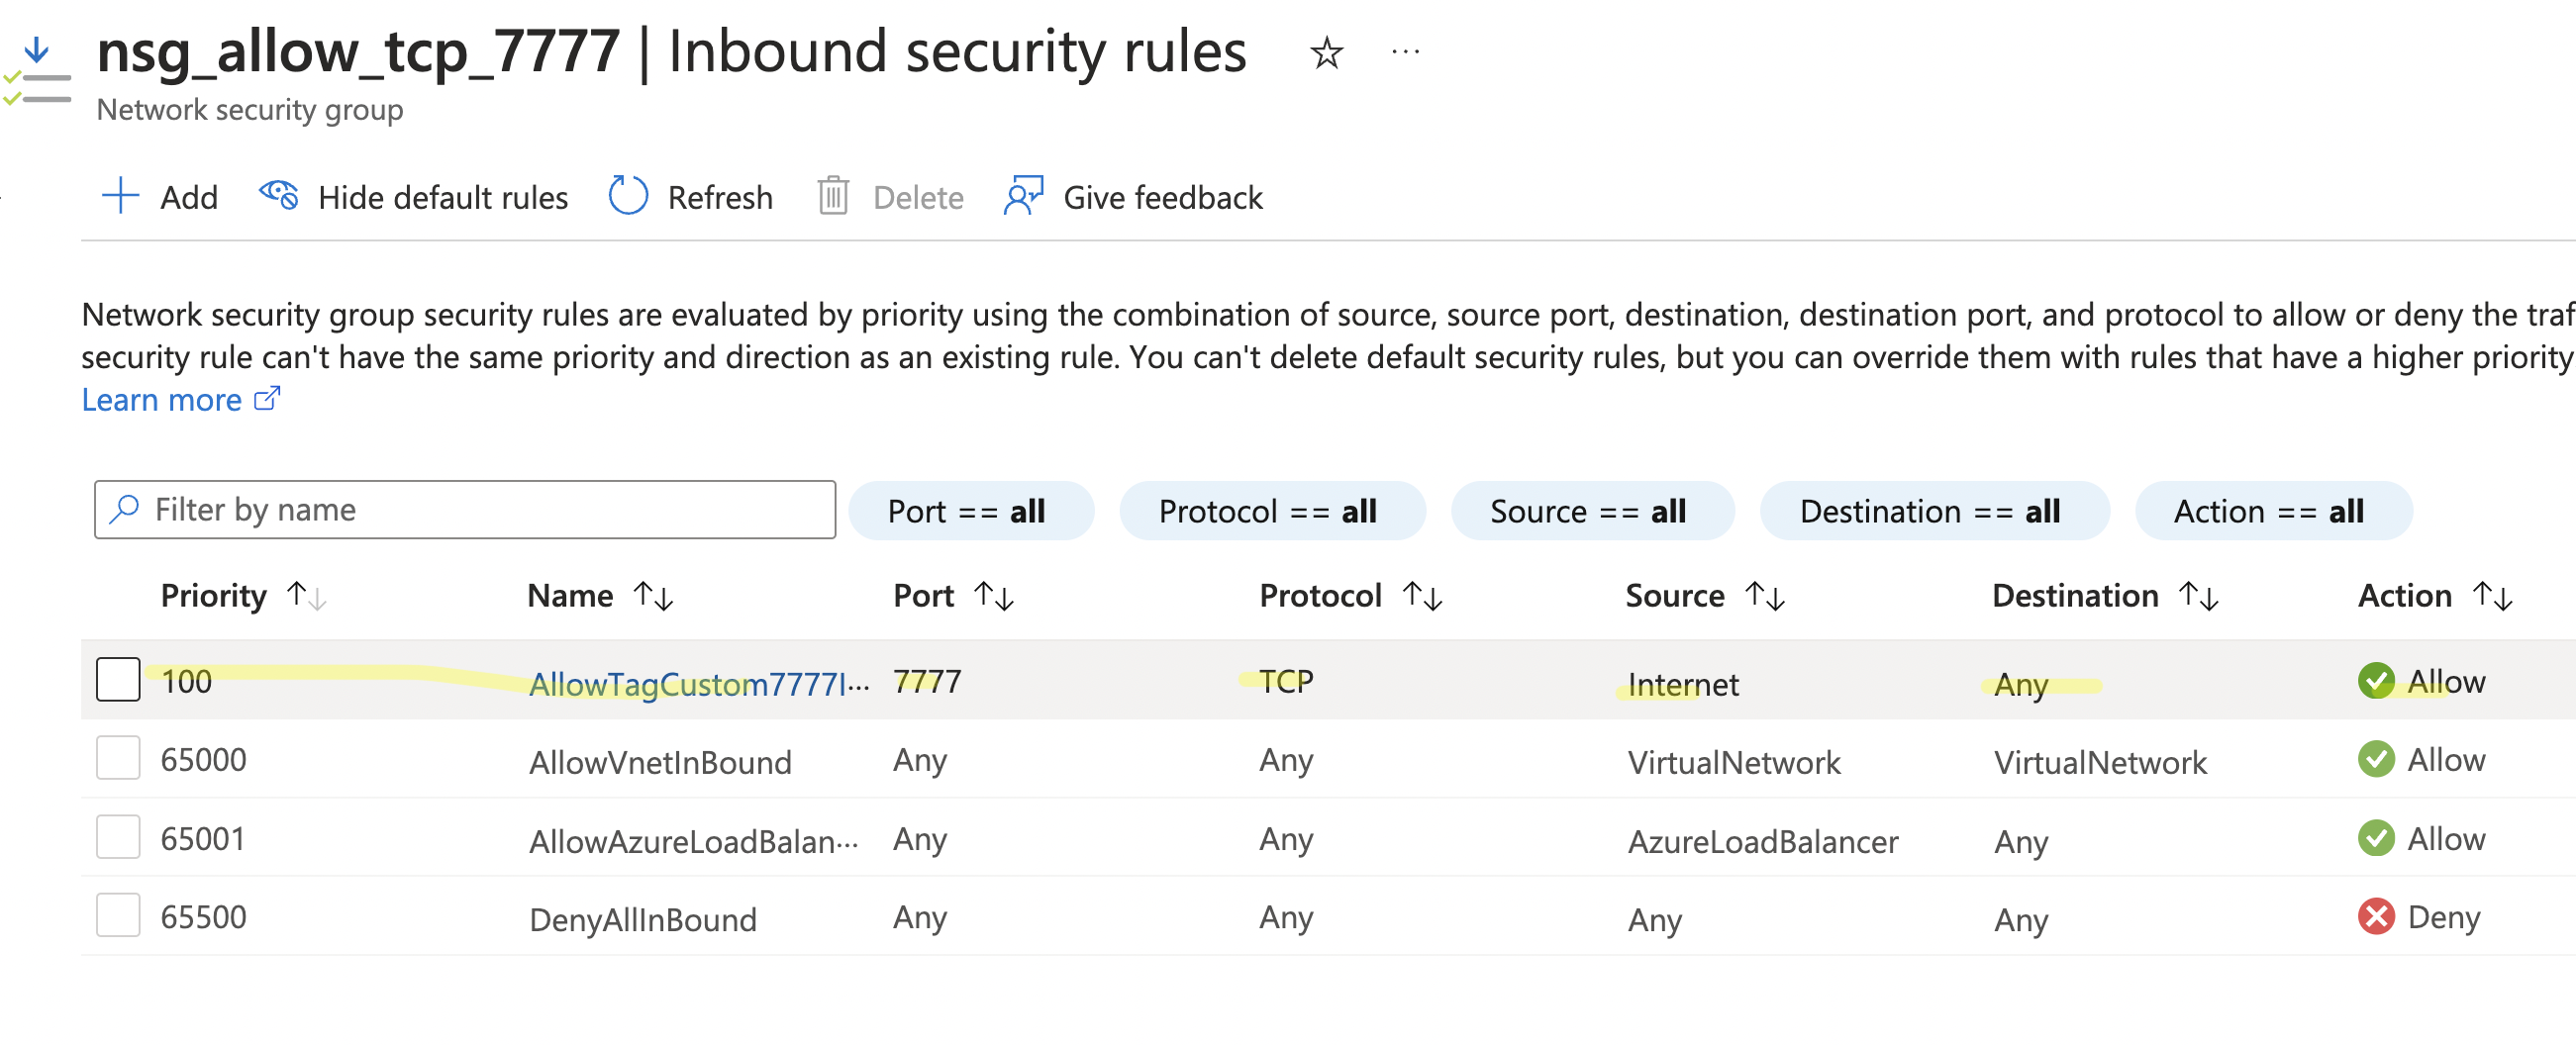 nsg_allow_tcp_7777 | Inbound security rules ☆ ···
Network security group
Add Hide default rules Refresh Delete Give feedback
Network security group security rules are evaluated by priority using the combination of source, source port, destination, destination port, and protocol to allow or deny the traf
security rule can't have the same priority and direction as an existing rule. You can't delete default security rules, but you can override them with rules that have a higher priority
Learn more
Filter by name Port == all Protocol == all Source == all Destination == all Action == all
Priority ↑↓ Name ↑↓ Port ↑↓ Protocol ↑↓ Source ↑↓ Destination ↑↓ Action ↑↓
100 AllowTagCustom7777I··· 7777 TCP Internet Any Allow
65000 AllowVnetInBound Any Any VirtualNetwork VirtualNetwork Allow
65001 AllowAzureLoadBalan··· Any Any AzureLoadBalancer Any Allow
65500 DenyAllInBound Any Any Any Any Deny